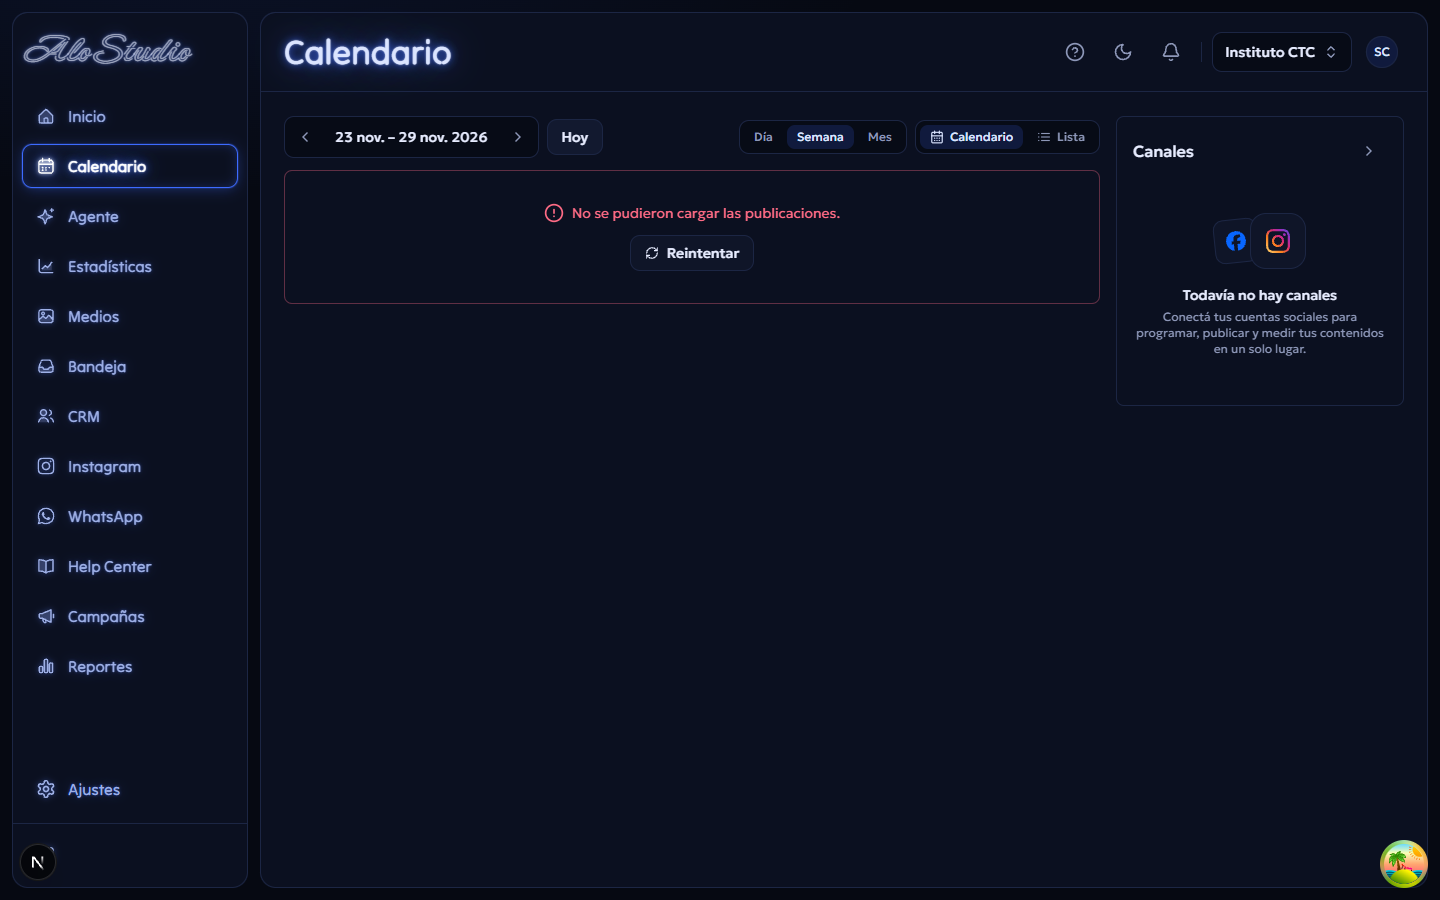 Alo Studio
Inicio
Calendario
Agente
Estadísticas
Medios
Bandeja
CRM
Instagram
WhatsApp
Help Center
Campañas
Reportes
Ajustes
N
Calendario
Instituto CTC
SC
23 nov. – 29 nov. 2026
Hoy
Día
Semana
Mes
Calendario
Lista
No se pudieron cargar las publicaciones.
Reintentar
Canales
Todavía no hay canales
Conectá tus cuentas sociales para
programar, publicar y medir tus contenidos
en un solo lugar.